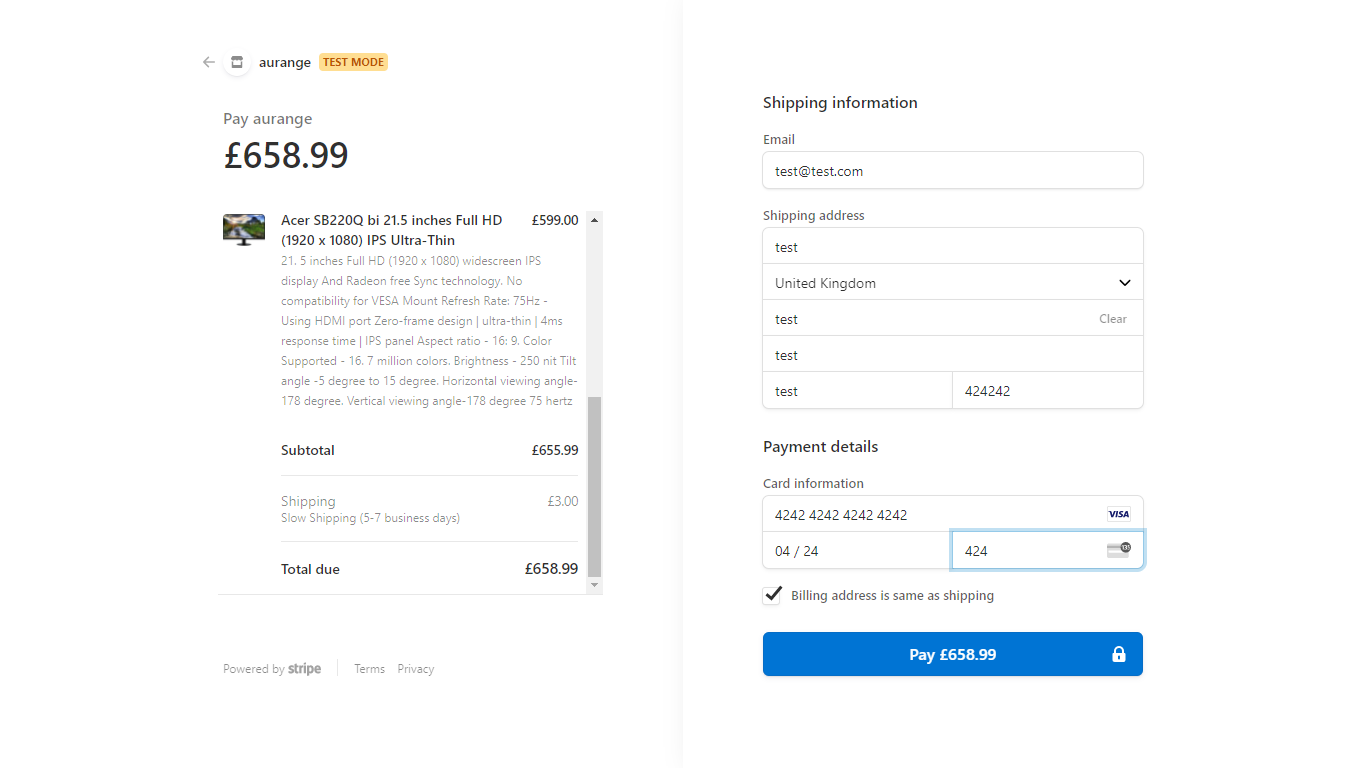 aurange TEST MODE
Pay aurange
£658.99
Acer SB220Q bi 21.5 inches Full HD £599.00
(1920 x 1080) IPS Ultra-Thin
21. 5 inches Full HD (1920 x 1080) widescreen IPS
display And Radeon free Sync technology. No
compatibility for VESA Mount Refresh Rate: 75Hz -
Using HDMI port Zero-frame design | ultra-thin | 4ms
response time | IPS panel Aspect ratio - 16: 9. Color
Supported - 16. 7 million colors. Brightness - 250 nit Tilt
angle -5 degree to 15 degree. Horizontal viewing angle-
178 degree. Vertical viewing angle-178 degree 75 hertz
Subtotal £655.99
Shipping £3.00
Slow Shipping (5-7 business days)
Total due £658.99
Powered by stripe Terms Privacy
Shipping information
Email
test@test.com
Shipping address
test
United Kingdom
test Clear
test
test 424242
Payment details
Card information
4242 4242 4242 4242 VISA
04 / 24 424
Billing address is same as shipping
Pay £658.99